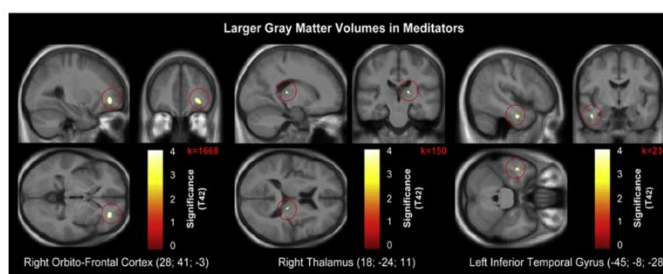 Larger Gray Matter Volumes in Meditators
4
3
2
1
0
k=1668
Significance
(T42)
Right Orbito-Frontal Cortex (28; 41; -3)
4
3
2
1
0
k=150
Significance
(T42)
Right Thalamus (18; -24; 11)
4
3
2
1
0
Significance
(T42)
Left Inferior Temporal Gyrus (-45; -8; -28